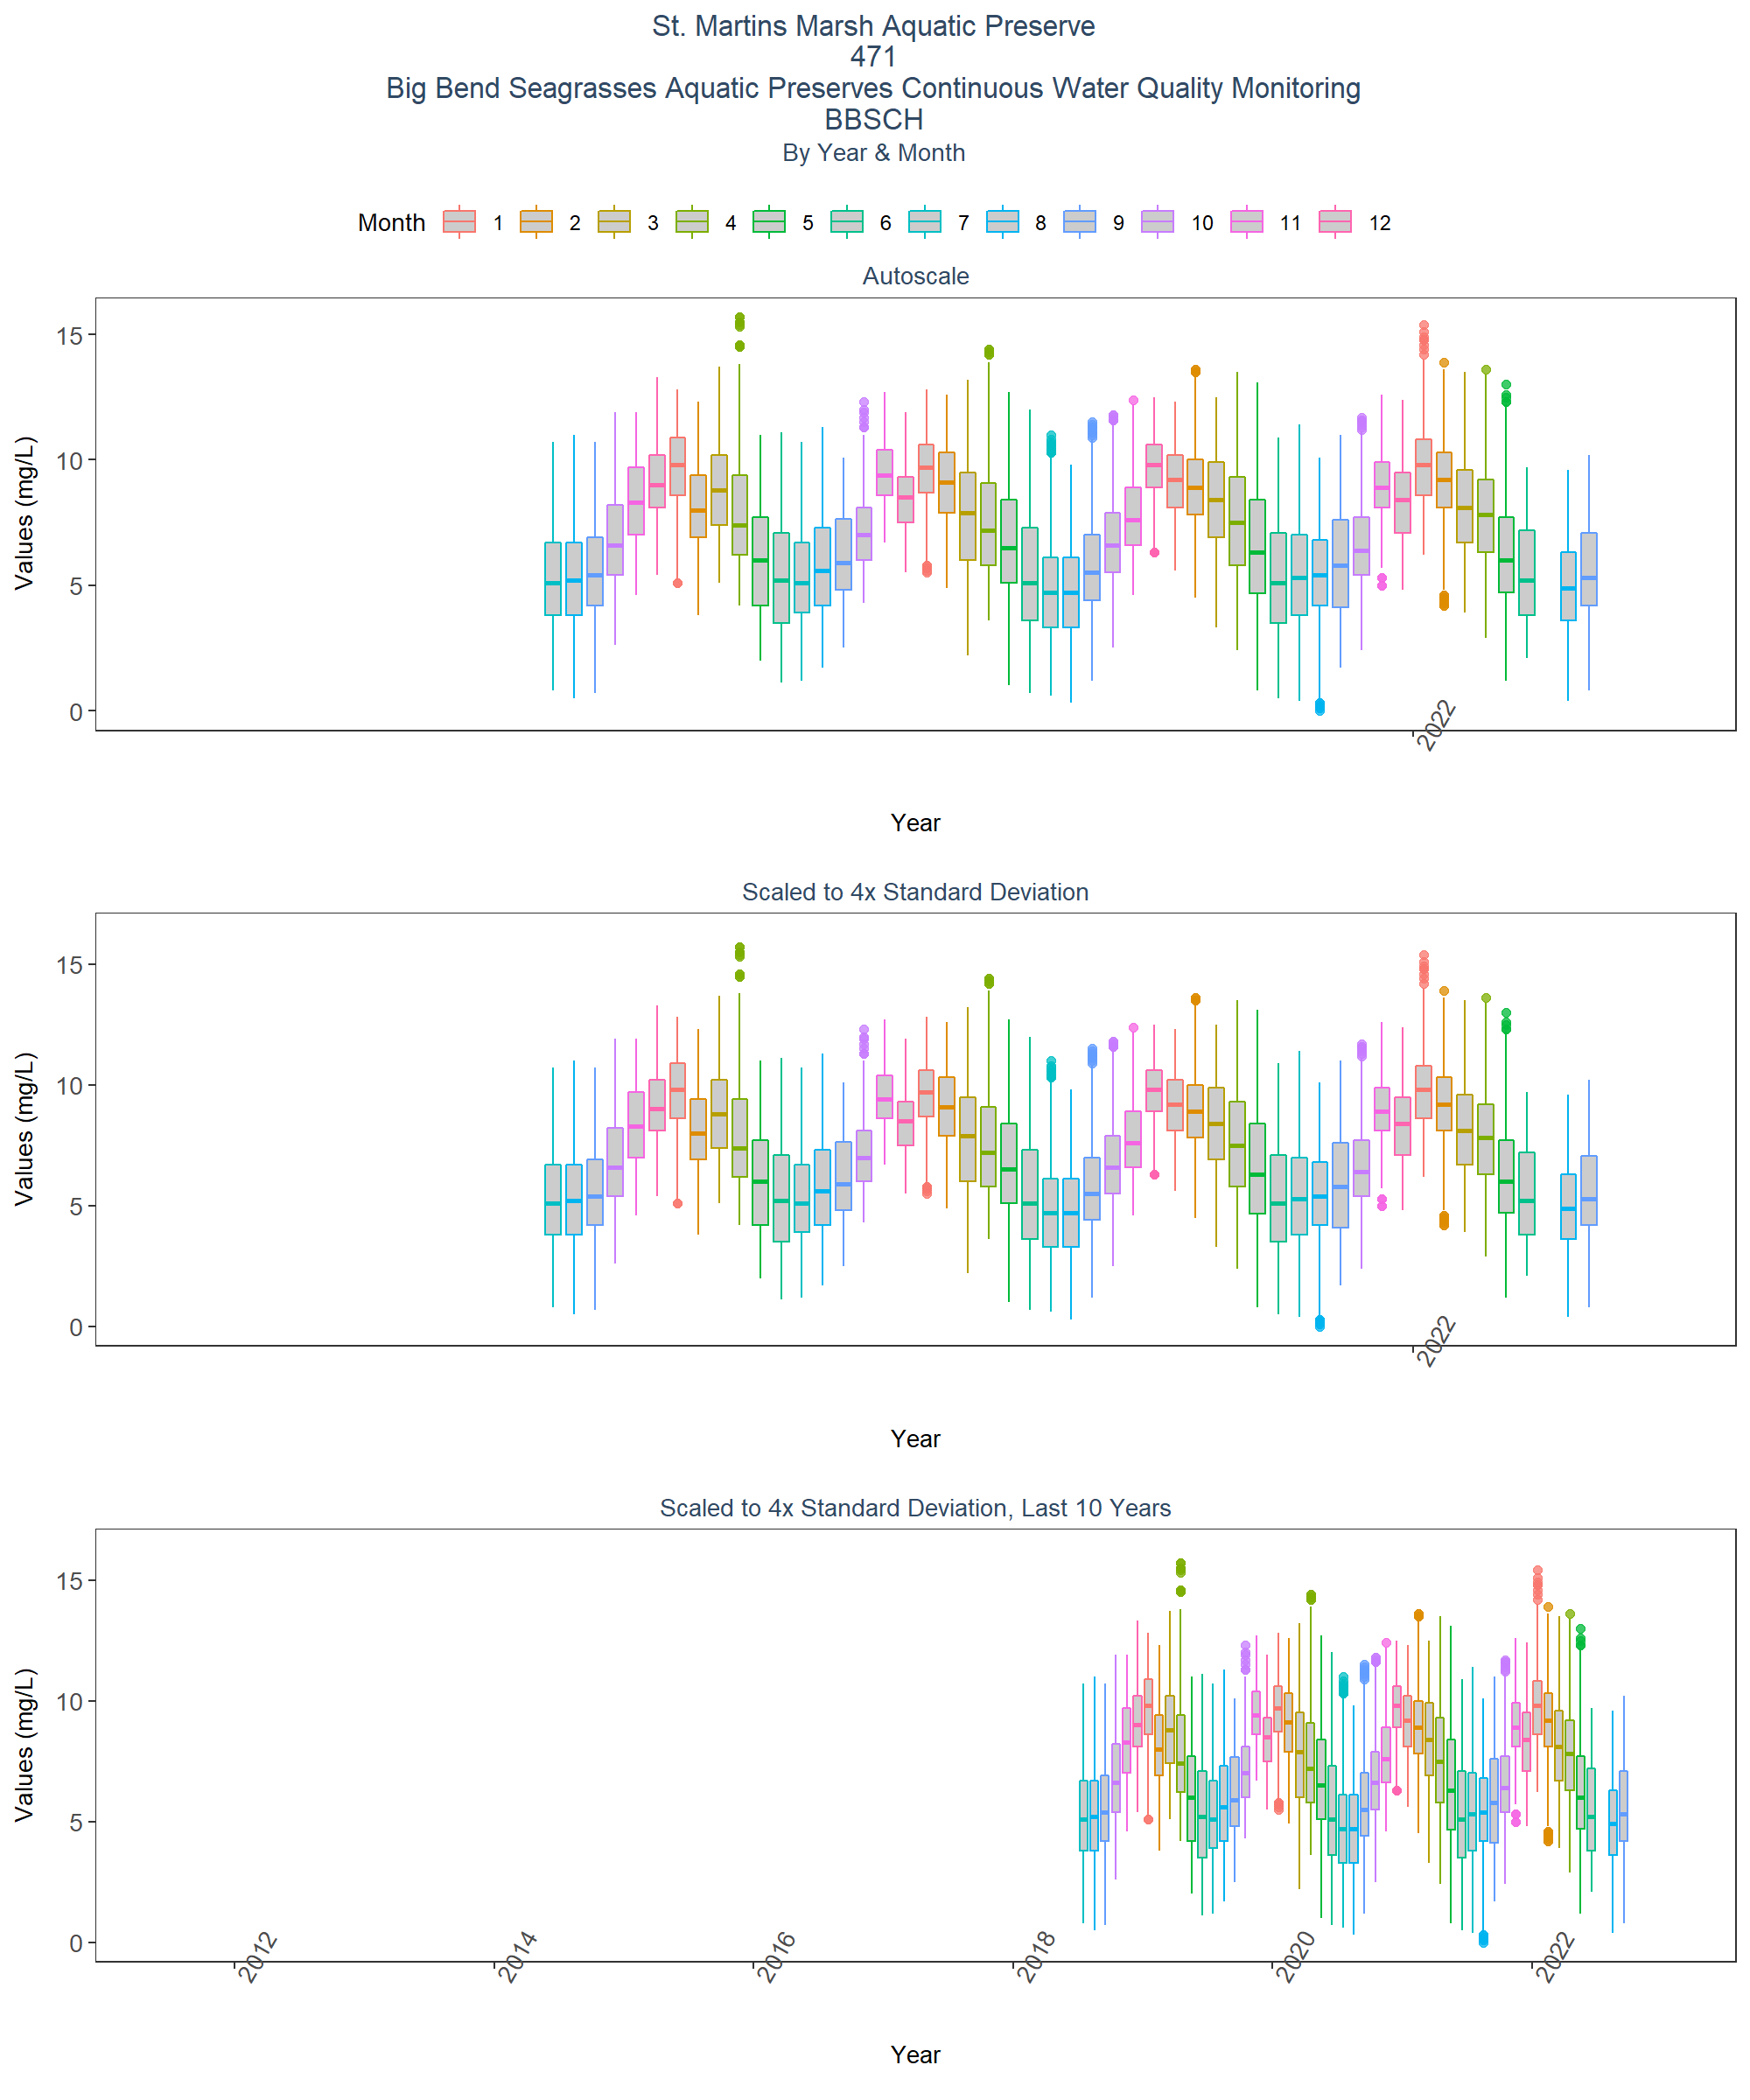 St. Martins Marsh Aquatic Preserve
471
Big Bend Seagrasses Aquatic Preserves Continuous Water Quality Monitoring
BBSCH
By Year & Month
Month 1 2 3 4 5 6 7 8 9 10 11 12
Autoscale
Values (mg/L)
15
10
5
0
2022
Year
Scaled to 4x Standard Deviation
Values (mg/L)
15
10
5
0
2022
Year
Scaled to 4x Standard Deviation, Last 10 Years
Values (mg/L)
15
10
5
0
2012 2014 2016 2018 2020 2022
Year